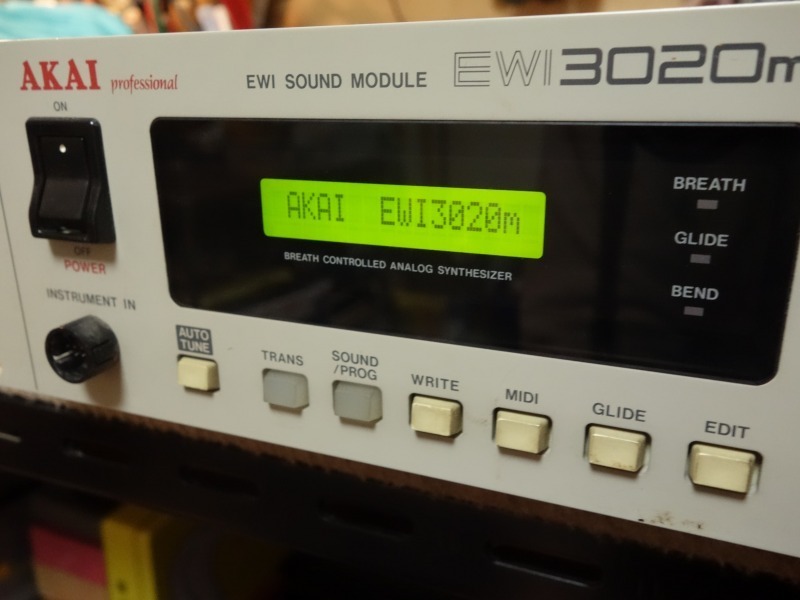 AKAI professional
EWI SOUND MODULE
EWI3020m
ON
OFF
POWER
AKAI EWI3020m
BREATH CONTROLLED ANALOG SYNTHESIZER
BREATH
GLIDE
BEND
INSTRUMENT IN
AUTO
TUNE
TRANS
SOUND
/PROG
WRITE
MIDI
GLIDE
EDIT